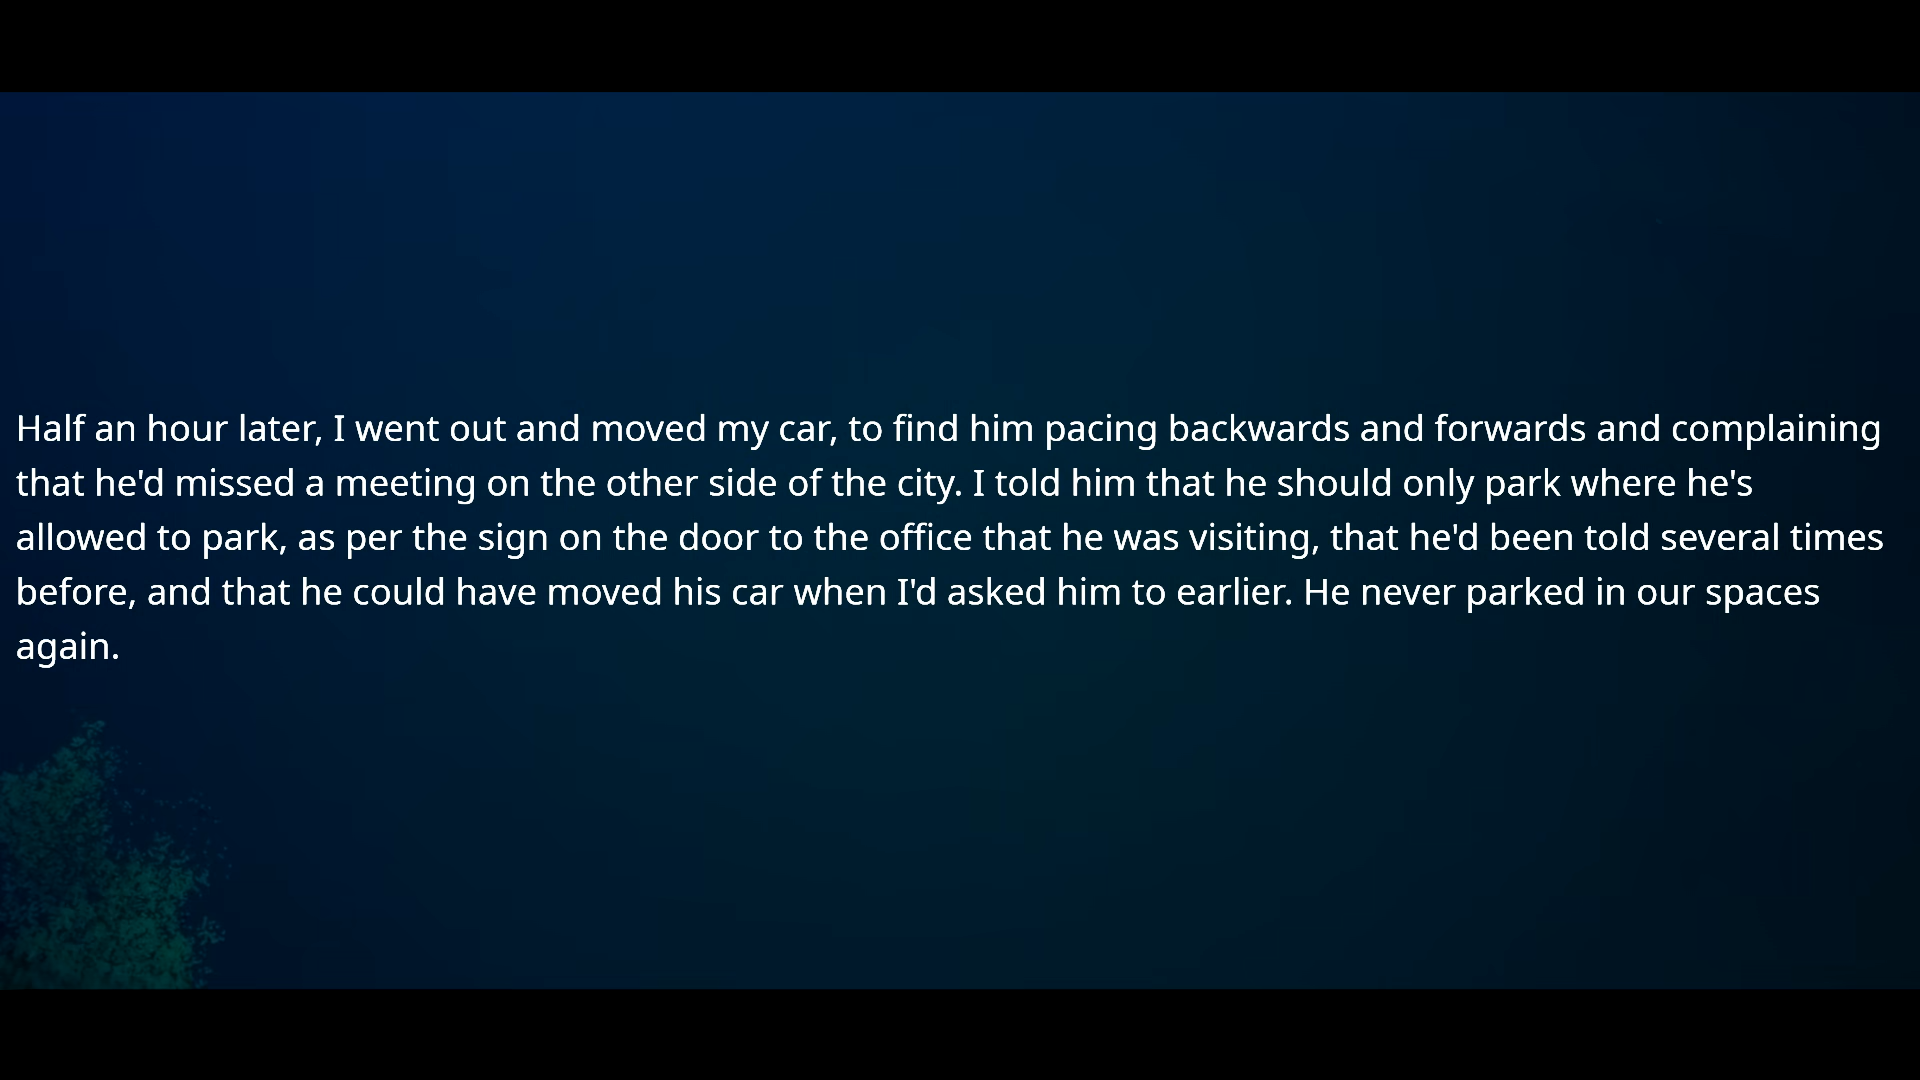 Half an hour later, I went out and moved my car, to find him pacing backwards and forwards and complaining
that he'd missed a meeting on the other side of the city. I told him that he should only park where he's
allowed to park, as per the sign on the door to the office that he was visiting, that he'd been told several times
before, and that he could have moved his car when I'd asked him to earlier. He never parked in our spaces
again.